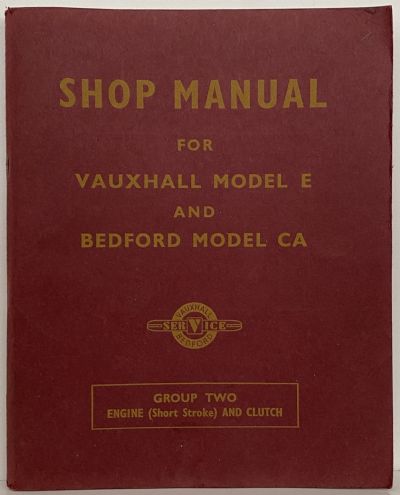 SHOP MANUAL
FOR
VAUXHALL MODEL E
AND
BEDFORD MODEL CA
VAUXHALL
SERVICE
BEDFORD
GROUP TWO
ENGINE (Short Stroke) AND CLUTCH